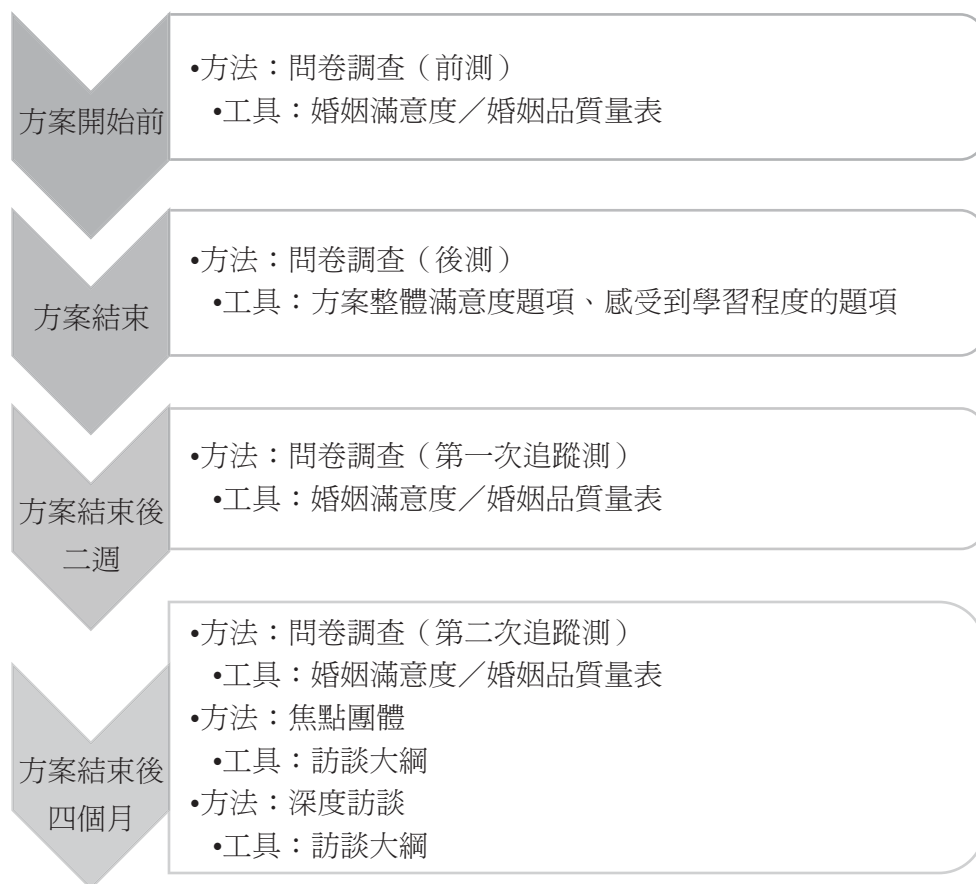 方案開始前
•方法：問卷調查（前測）
•工具：婚姻滿意度／婚姻品質量表
方案結束
•方法：問卷調查（後測）
•工具：方案整體滿意度題項、感受到學習程度的題項
方案結束後
二週
•方法：問卷調查（第一次追蹤測）
•工具：婚姻滿意度／婚姻品質量表
方案結束後
四個月
•方法：問卷調查（第二次追蹤測）
•工具：婚姻滿意度／婚姻品質量表
•方法：焦點團體
•工具：訪談大綱
•方法：深度訪談
•工具：訪談大綱